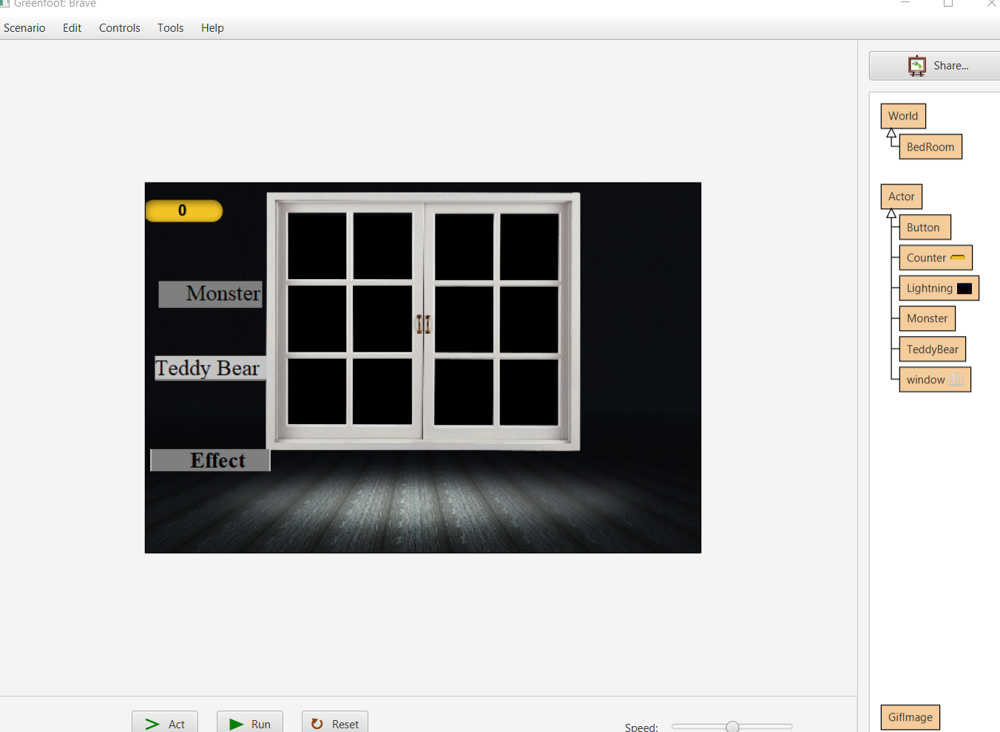 Greenfoot: Brave
Scenario Edit Controls Tools Help
Share...
World
BedRoom
Actor
Button
Counter
Lightning
Monster
TeddyBear
window
GifImage
0
Monster
Teddy Bear
Effect
Act Run Reset Speed: